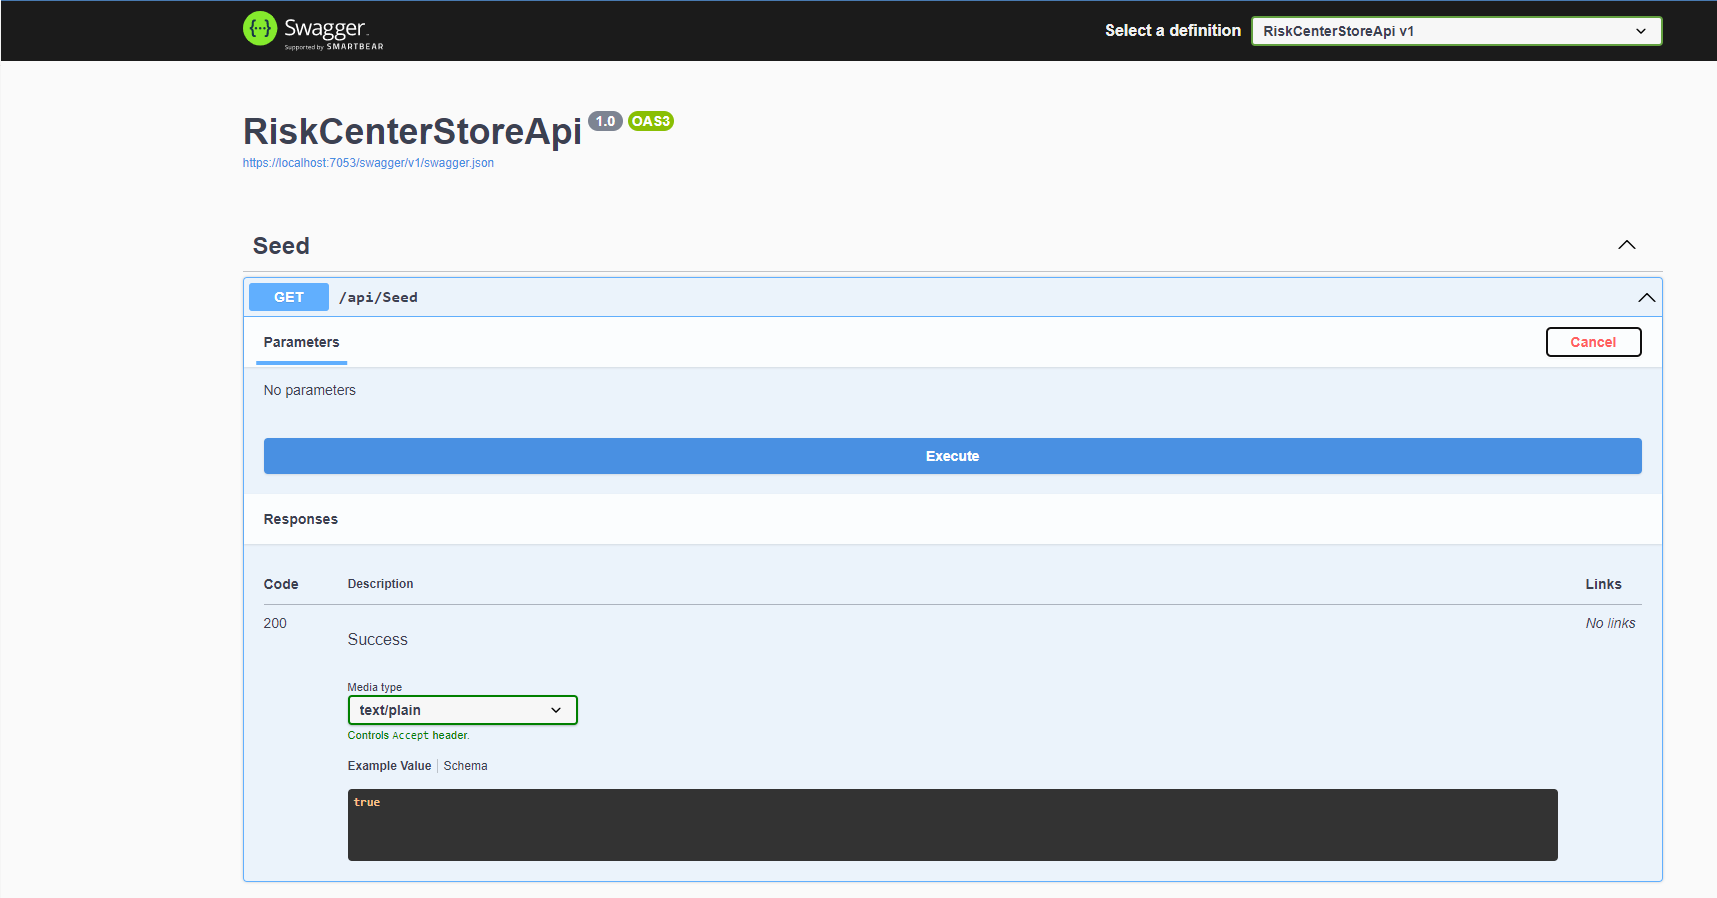 Swagger
Supported by SMARTBEAR
Select a definition
RiskCenterStoreApi v1
RiskCenterStoreApi 1.0 OAS3
https://localhost:7053/swagger/v1/swagger.json
Seed
GET /api/Seed
Parameters
Cancel
No parameters
Execute
Responses
Code Description Links
200 Success No links
Media type
text/plain
Controls Accept header.
Example Value Schema
true